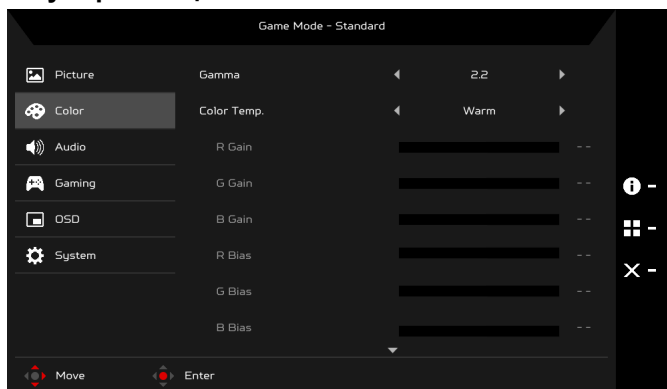 Game Mode - Standard
Picture
Gamma
2.2
Color
Color Temp.
Warm
Audio
R Gain
--
Gaming
G Gain
--
OSD
B Gain
--
System
R Bias
--
G Bias
--
B Bias
--
Move
Enter